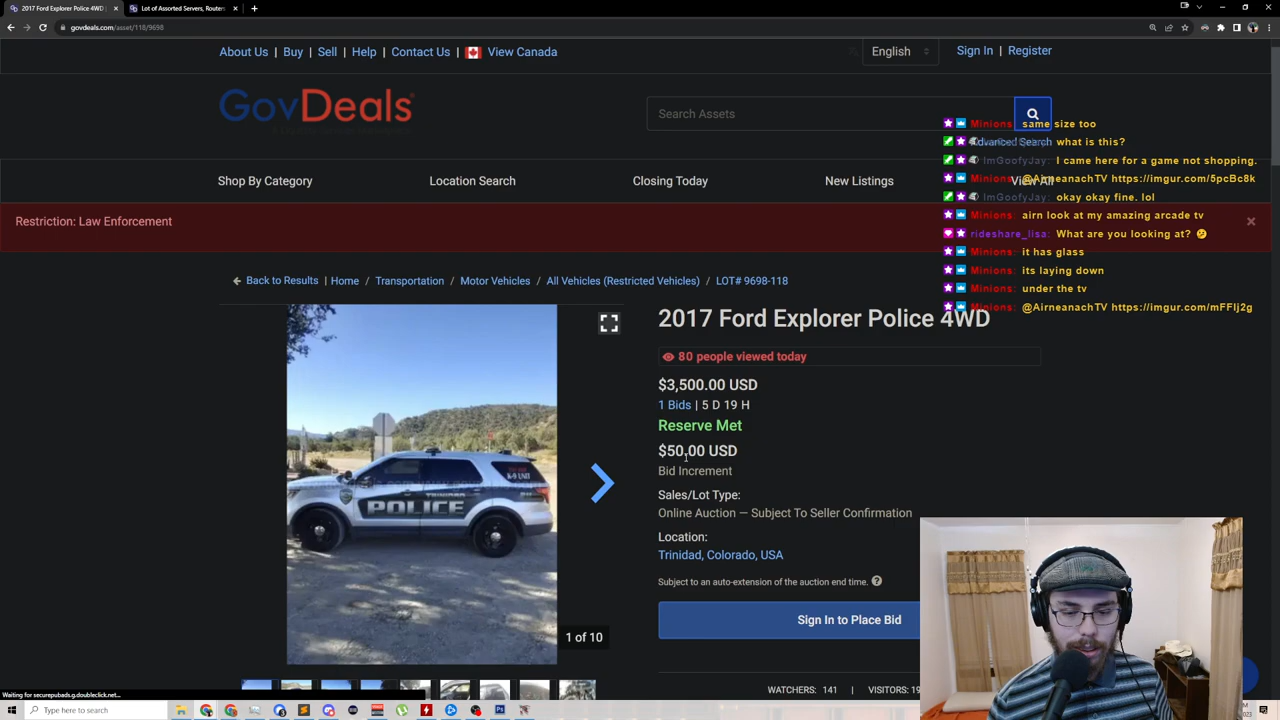 2017 Ford Explorer Police 4WD |
Lot of Assorted Servers, Router
govdeals.com/asset/118/9698
About Us | Buy | Sell | Help | Contact Us | View Canada
English
Sign In | Register
GovDeals
Search Assets
Minions: same size too
Advanced Search
what is this?
ImGoofyJay: I came here for a game not shopping.
Shop By Category
Location Search
Closing Today
New Listings
View All
Minions: @AirneanachTV https://imgur.com/5pcBc8k
ImGoofyJay: okay okay fine. lol
Minions: airn look at my amazing arcade tv
Restriction: Law Enforcement
rideshare_lisa: What are you looking at?
Minions: it has glass
Minions: its laying down
Minions: under the tv
Minions: @AirneanachTV https://imgur.com/mFFIj2g
Back to Results | Home / Transportation / Motor Vehicles / All Vehicles (Restricted Vehicles) / LOT# 9698-118
2017 Ford Explorer Police 4WD
80 people viewed today
$3,500.00 USD
1 Bids | 5 D 19 H
Reserve Met
$50.00 USD
Bid Increment
Sales/Lot Type:
Online Auction — Subject To Seller Confirmation
Location:
Trinidad, Colorado, USA
Subject to an auto-extension of the auction end time.
Sign In to Place Bid
TRINIDAD
POLICE
K-9 UNIT
1 of 10
WATCHERS: 141 | VISITORS: 19
Waiting for securepubads.g.doubleclick.net...
Type here to search